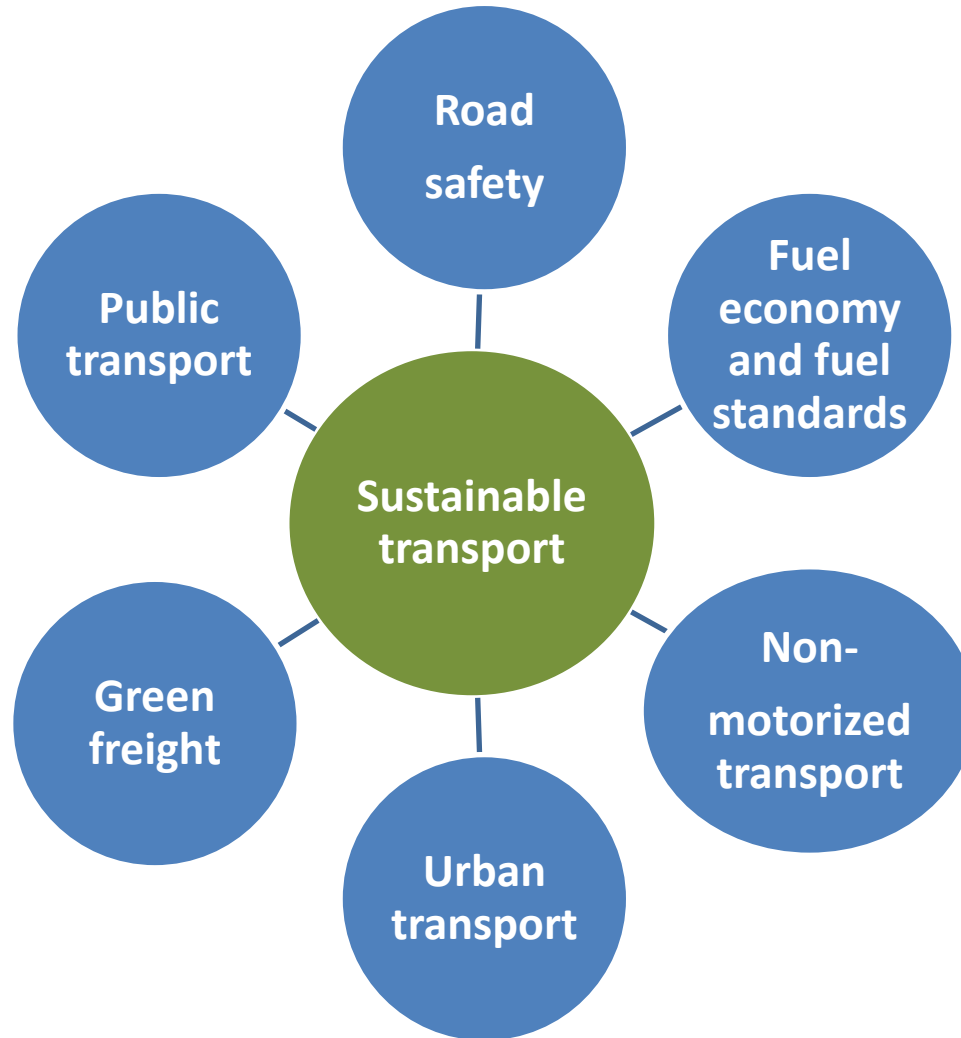 Road
safety
Fuel
economy
and fuel
standards
Public
transport
Sustainable
transport
Non-
motorized
transport
Green
freight
Urban
transport